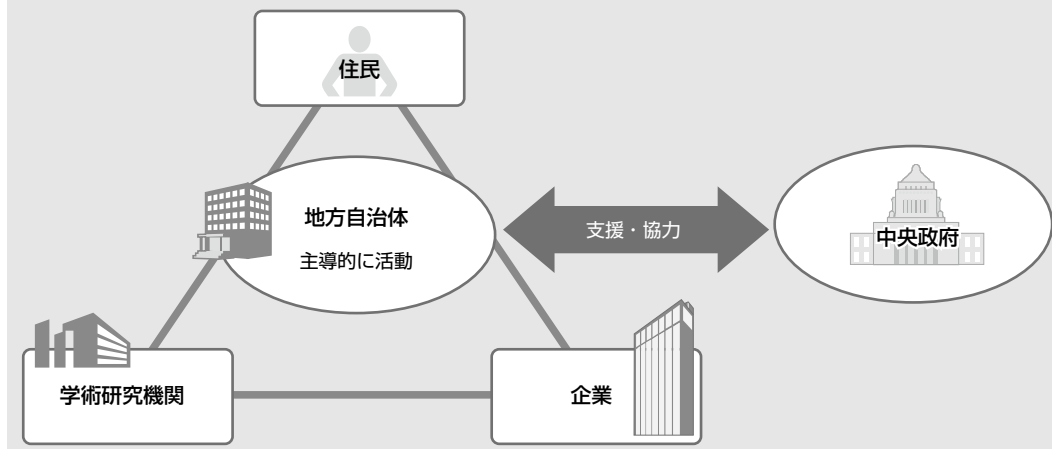 住民
地方自治体
主導的に活動
支援・協力
中央政府
学術研究機関
企業